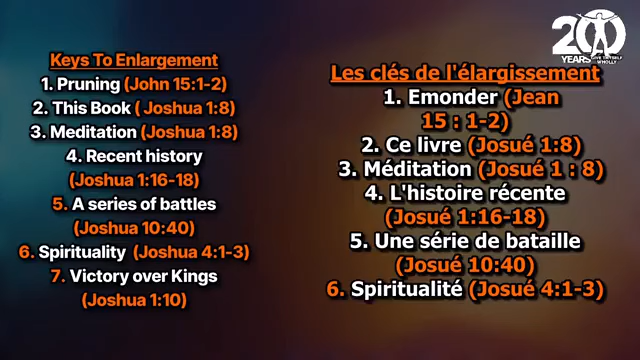 Keys To Enlargement
1. Pruning (John 15:1-2)
2. This Book ( Joshua 1:8)
3. Meditation (Joshua 1:8)
4. Recent history
(Joshua 1:16-18)
5. A series of battles
(Joshua 10:40)
6. Spirituality (Joshua 4:1-3)
7. Victory over Kings
(Joshua 1:10)
Les clés de l'élargissement
1. Emonder (Jean
15 : 1-2)
2. Ce livre (Josué 1:8)
3. Méditation (Josué 1 : 8)
4. L'histoire récente
(Josué 1:16-18)
5. Une série de bataille
(Josué 10:40)
6. Spiritualité (Josué 4:1-3)
200
YEARS
GIVE THYSELF
WHOLLY